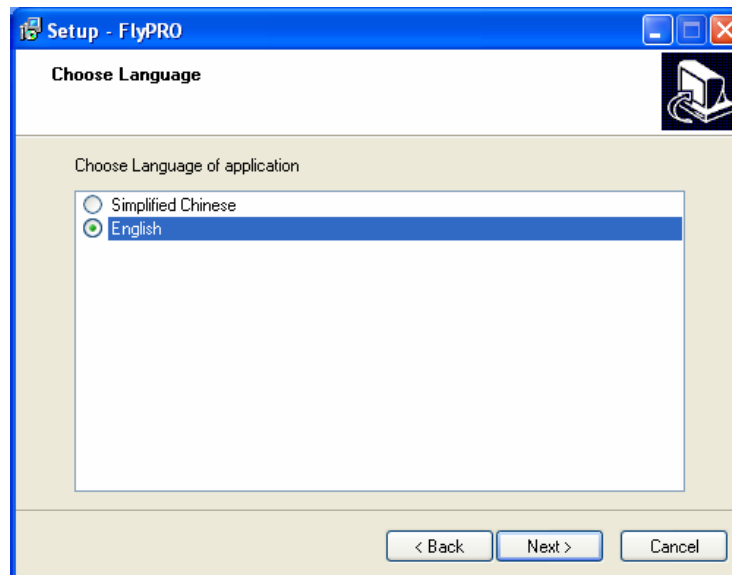 Setup - FlyPRO
Choose Language
Choose Language of application
Simplified Chinese
English
< Back
Next >
Cancel